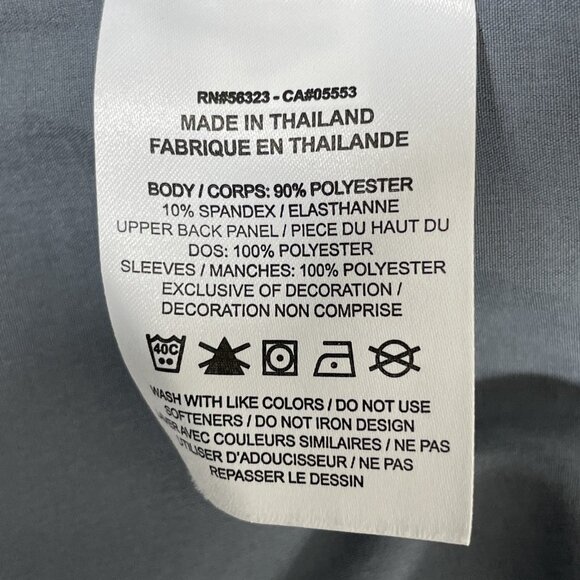 RN#56323 - CA#05553
MADE IN THAILAND
FABRIQUE EN THAILANDE
BODY / CORPS: 90% POLYESTER
10% SPANDEX / ELASTHANNE
UPPER BACK PANEL / PIECE DU HAUT DU
DOS: 100% POLYESTER
SLEEVES / MANCHES: 100% POLYESTER
EXCLUSIVE OF DECORATION /
DECORATION NON COMPRISE
40C
WASH WITH LIKE COLORS / DO NOT USE
SOFTENERS / DO NOT IRON DESIGN
LAVER AVEC COULEURS SIMILAIRES / NE PAS
UTILISER D'ADOUCISSEUR / NE PAS
REPASSER LE DESSIN